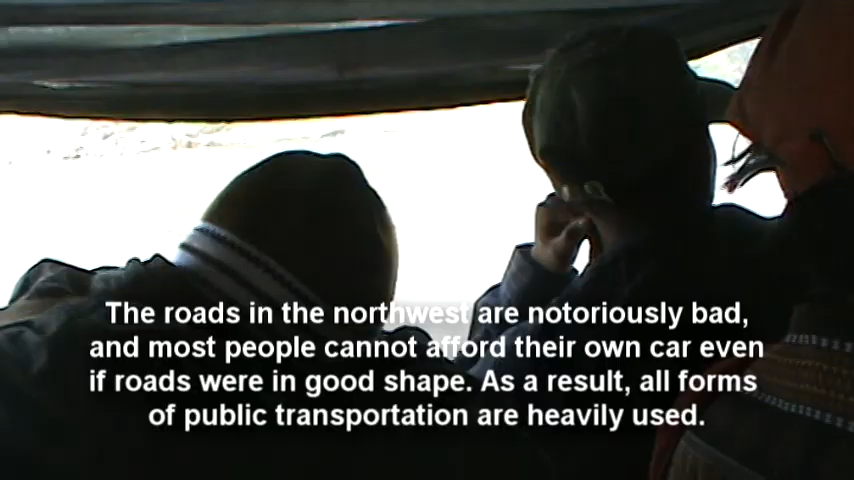 The roads in the northwest are notoriously bad,
and most people cannot afford their own car even
if roads were in good shape. As a result, all forms
of public transportation are heavily used.